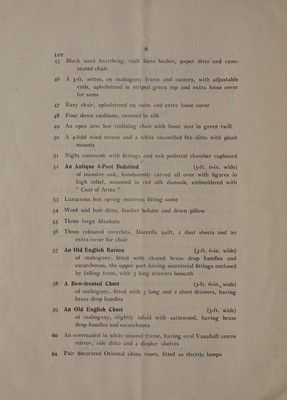 6
LOT
45 Black wool hearthrug, rush linen basket, paper ditto and cane-
seated chair
46 A 3-ft. settee, on mahogany frame and castors, with adjustable
ends, upholstered in striped green rep and extra loose cover
for same
47 Easy chair, upholstered en suite and extra loose cover
48 Four down cushions, covered in silk
49 An open arm low reclining chair with loose seat in green twill
50 A 4-fold wind screen and a white enamelled fire ditto with plush
mounts
51 Night commode with fittings and oak pedestal chamber cupboard
52 An Antique 4-Post Bedstead (5-ft. 6-in. wide)
of massive oak, handsomely carved all over with figures in
high relief, mounted in red silk damask, embroidered with
" Coat of Arms "
53 Luxurious box spring mattress fitting same
54 Wool and hair ditto, feather bolster and down pillow
55 Three large blankets
56 Three coloured coverlets, Marcella quilt, 2 dust sheets and an
extra cover for chair
57 An Old English Bureau (3-ft. 6-in. wide)
of mahogany, fitted with chased brass drop handles and
escutcheons, the upper part having secretarial fittings enclosed
by falling front, with 3 long drawers beneath
58 A Bow-fronted Chest (3-ft. 6-in. wide)
of mahogany, fitted with 3 long and 2 short drawers, having
brass drop handles
59 An Old English Chest (3-ft. wide)
of mahogany, slightly inlaid with satinwood, having brass
drop handles and escutcheons
60 An overmantel in white enamel frame, having oval Vauxhall centre
mirror, side ditto and 2 display shelves
61 Pair decorated Oriental china vases, fitted as electric lamps